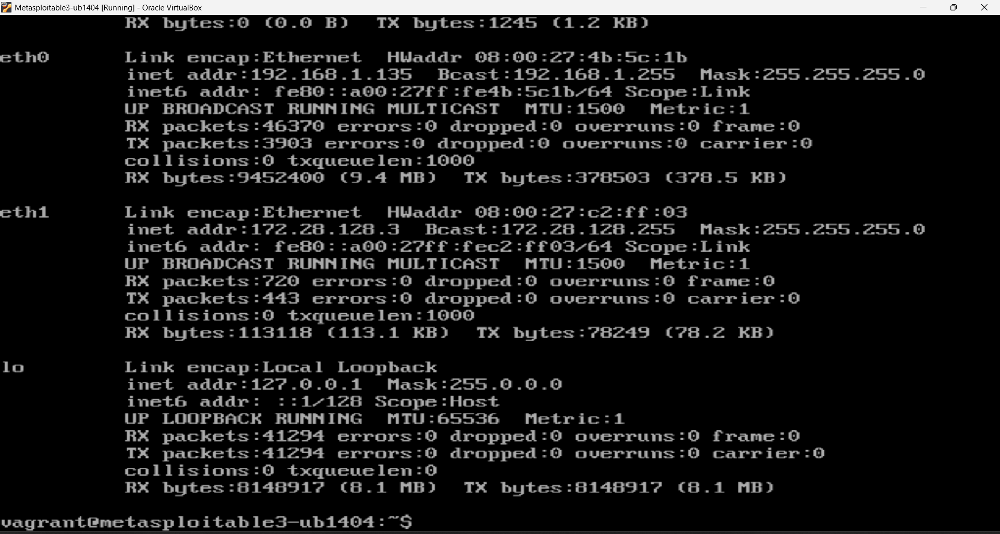 Metasploitable3-ub1404 [Running] - Oracle VirtualBox
RX bytes:0 (0.0 B)  TX bytes:1245 (1.2 KB)
eth0      Link encap:Ethernet  HWaddr 08:00:27:4b:5c:1b
inet addr:192.168.1.135  Bcast:192.168.1.255  Mask:255.255.255.0
inet6 addr: fe80::a00:27ff:fe4b:5c1b/64 Scope:Link
UP BROADCAST RUNNING MULTICAST  MTU:1500  Metric:1
RX packets:46370 errors:0 dropped:0 overruns:0 frame:0
TX packets:3903 errors:0 dropped:0 overruns:0 carrier:0
collisions:0 txqueuelen:1000
RX bytes:9452400 (9.4 MB)  TX bytes:378503 (378.5 KB)
eth1      Link encap:Ethernet  HWaddr 08:00:27:c2:ff:03
inet addr:172.28.128.3  Bcast:172.28.128.255  Mask:255.255.255.0
inet6 addr: fe80::a00:27ff:fec2:ff03/64 Scope:Link
UP BROADCAST RUNNING MULTICAST  MTU:1500  Metric:1
RX packets:720 errors:0 dropped:0 overruns:0 frame:0
TX packets:443 errors:0 dropped:0 overruns:0 carrier:0
collisions:0 txqueuelen:1000
RX bytes:113118 (113.1 KB)  TX bytes:78249 (78.2 KB)
lo        Link encap:Local Loopback
inet addr:127.0.0.1  Mask:255.0.0.0
inet6 addr: ::1/128 Scope:Host
UP LOOPBACK RUNNING  MTU:65536  Metric:1
RX packets:41294 errors:0 dropped:0 overruns:0 frame:0
TX packets:41294 errors:0 dropped:0 overruns:0 carrier:0
collisions:0 txqueuelen:0
RX bytes:8148917 (8.1 MB)  TX bytes:8148917 (8.1 MB)
vagrant@metasploitable3-ub1404:~$